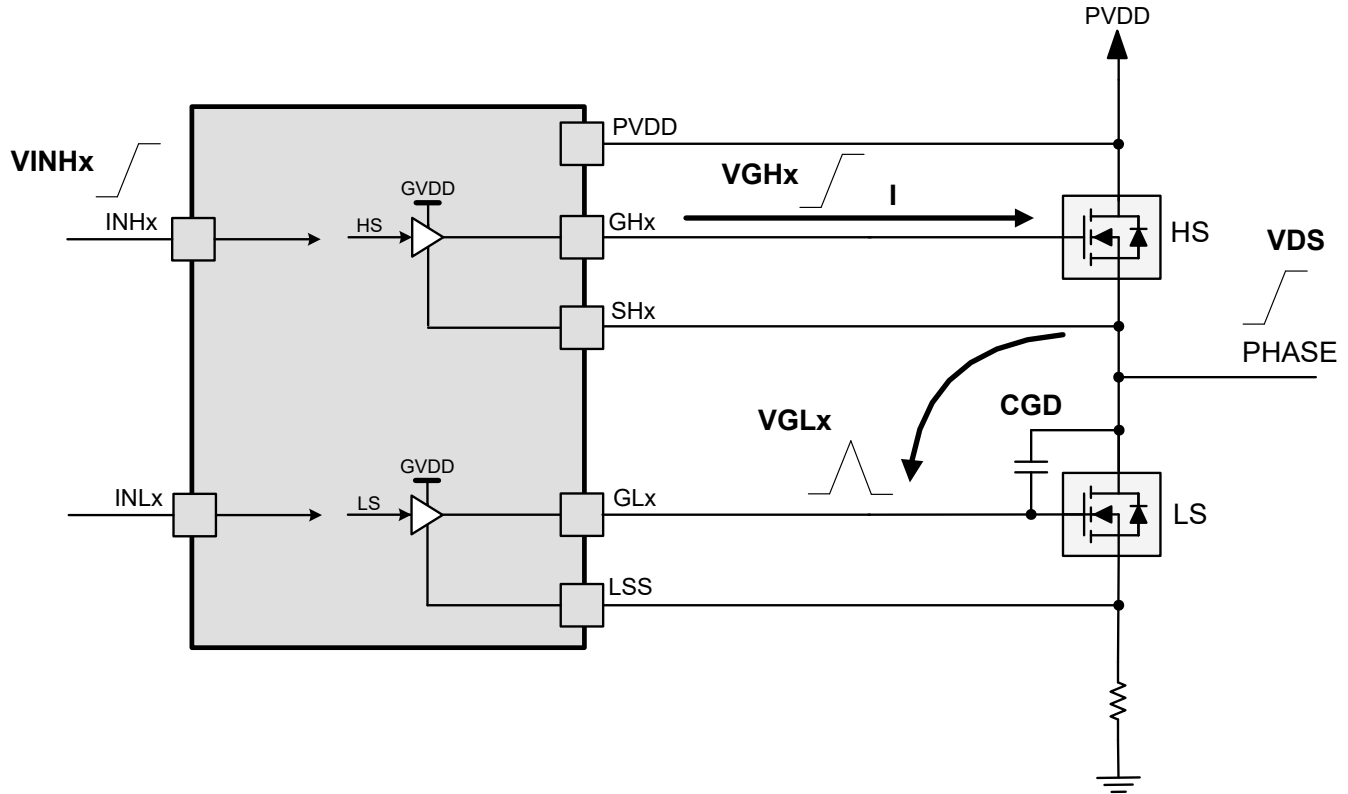 PVDD
PVDD
VINHx
VGHx
I
GVDD
INHx
HS
GHx
HS
VDS
SHx
PHASE
CGD
VGLx
GVDD
INLx
LS
GLx
LS
LSS